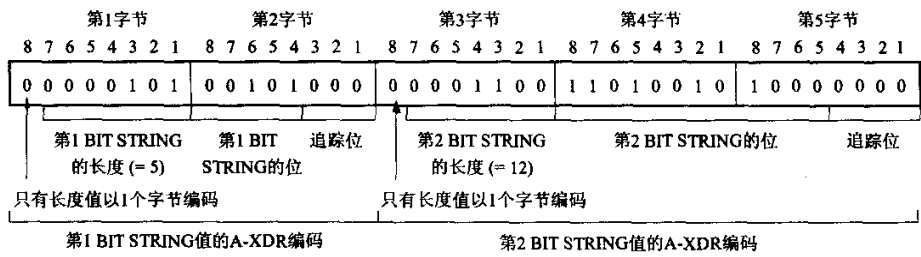 第1字节 第2字节 第3字节 第4字节 第5字节
8 7 6 5 4 3 2 1 8 7 6 5 4 3 2 1 8 7 6 5 4 3 2 1 8 7 6 5 4 3 2 1 8 7 6 5 4 3 2 1
0 0 0 0 0 1 0 1 0 0 1 0 1 0 0 0 0 0 0 0 1 1 0 0 1 1 0 1 0 0 1 0 1 0 0 0 0 0 0 0
第1 BIT STRING 第1 BIT 追踪位 第2 BIT STRING 第2 BIT STRING的位 追踪位
的长度 (= 5) STRING的位 的长度 (= 12)
只有长度值以1个字节编码 只有长度值以1个字节编码
第1 BIT STRING值的A-XDR编码 第2 BIT STRING值的A-XDR编码